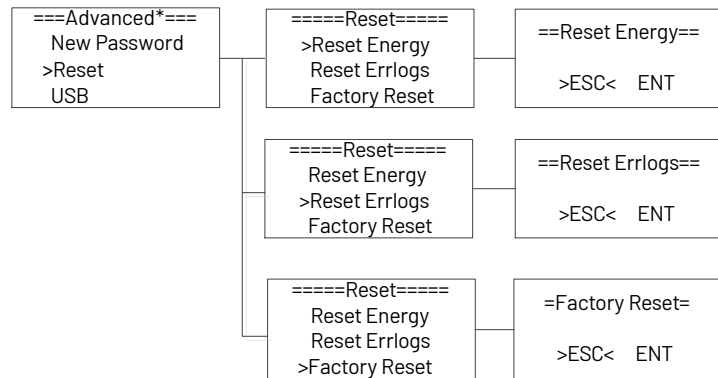 ===Advanced*===
New Password
>Reset
USB
=====Reset=====
>Reset Energy
Reset Errlogs
Factory Reset
==Reset Energy==
>ESC< ENT
=====Reset=====
Reset Energy
>Reset Errlogs
Factory Reset
==Reset Errlogs==
>ESC< ENT
=====Reset=====
Reset Energy
Reset Errlogs
>Factory Reset
=Factory Reset=
>ESC< ENT